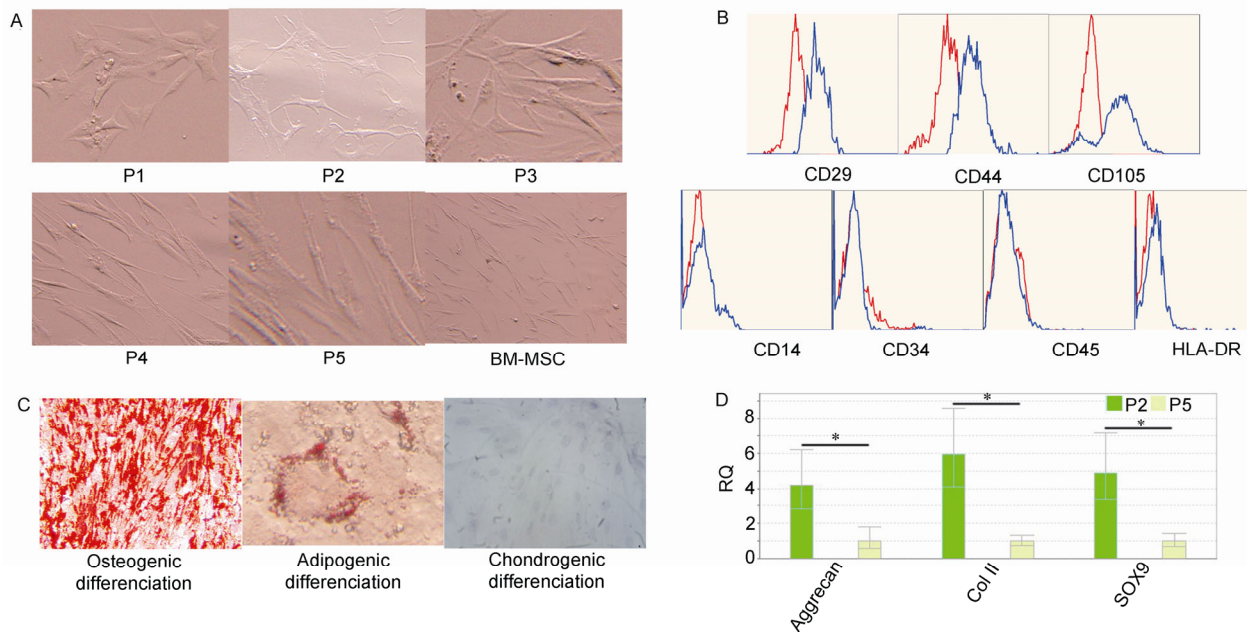 A
P1
P2
P3
P4
P5
BM-MSC
B
CD29
CD44
CD105
CD14
CD34
CD45
HLA-DR
C
Osteogenic
differenciation
Adipogenic
differenciation
Chondrogenic
differenciation
D
P2 P5
* * *
RQ
8
6
4
2
0
Aggrecan
Col II
SOX9